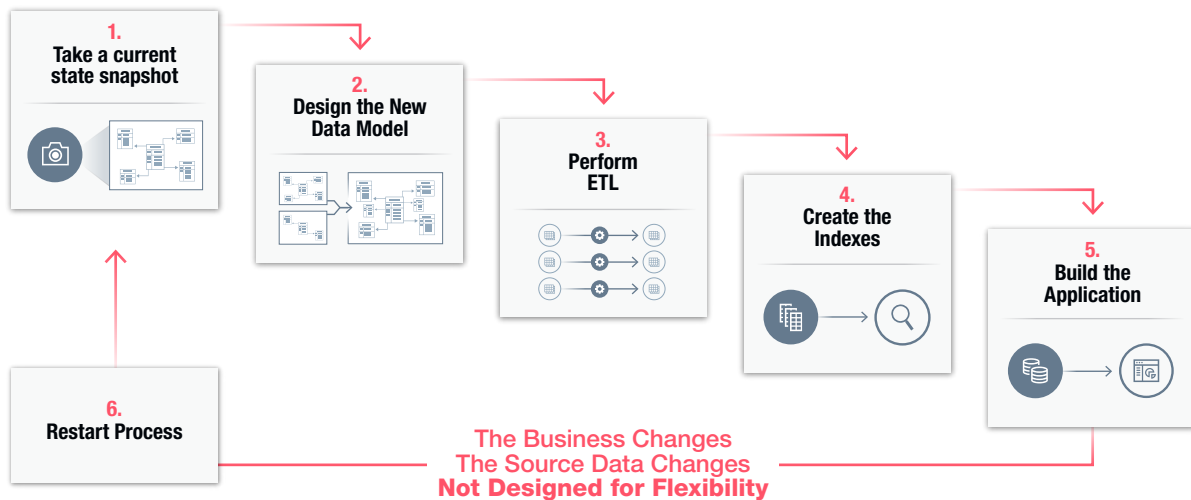 1.
Take a current
state snapshot
2.
Design the New
Data Model
3.
Perform
ETL
4.
Create the
Indexes
5.
Build the
Application
6.
Restart Process
The Business Changes
The Source Data Changes
Not Designed for Flexibility